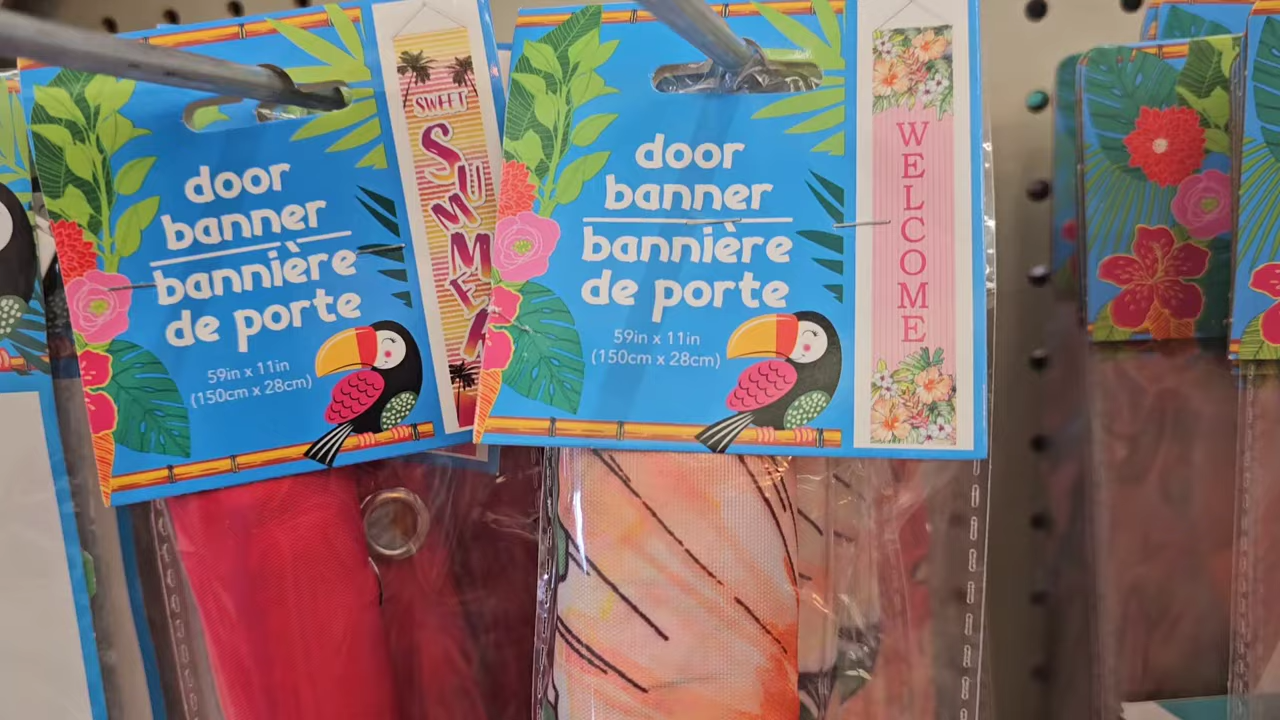 door
banner
bannière
de porte
59in x 11in
(150cm x 28cm)
SWEET
SUMMER
door
banner
bannière
de porte
59in x 11in
(150cm x 28cm)
WELCOME